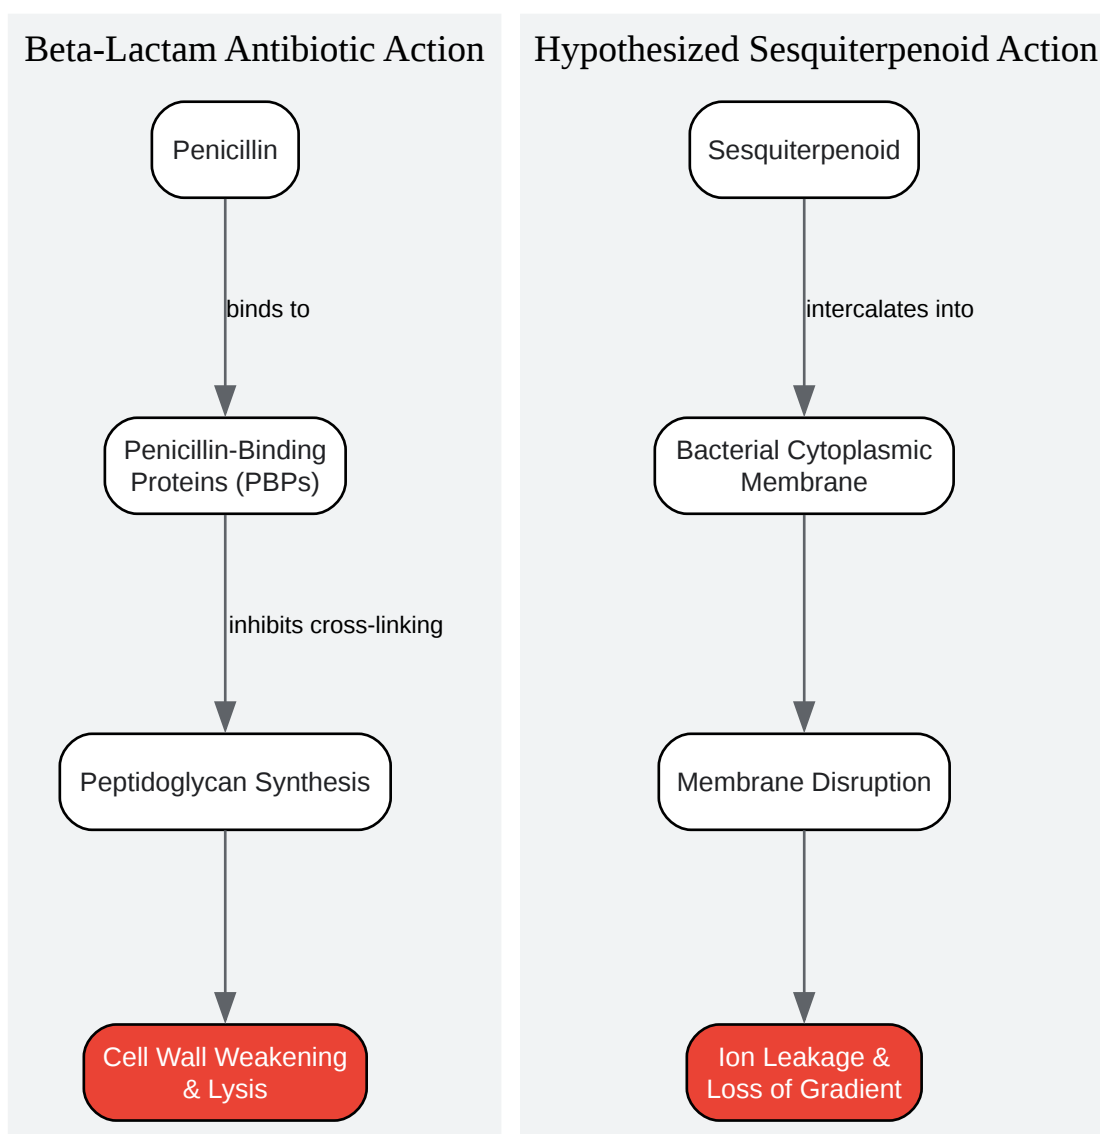 Beta-Lactam Antibiotic Action
Penicillin
binds to
Penicillin-Binding
Proteins (PBPs)
inhibits cross-linking
Peptidoglycan Synthesis
Cell Wall Weakening
& Lysis
Hypothesized Sesquiterpenoid Action
Sesquiterpenoid
intercalates into
Bacterial Cytoplasmic
Membrane
Membrane Disruption
Ion Leakage &
Loss of Gradient